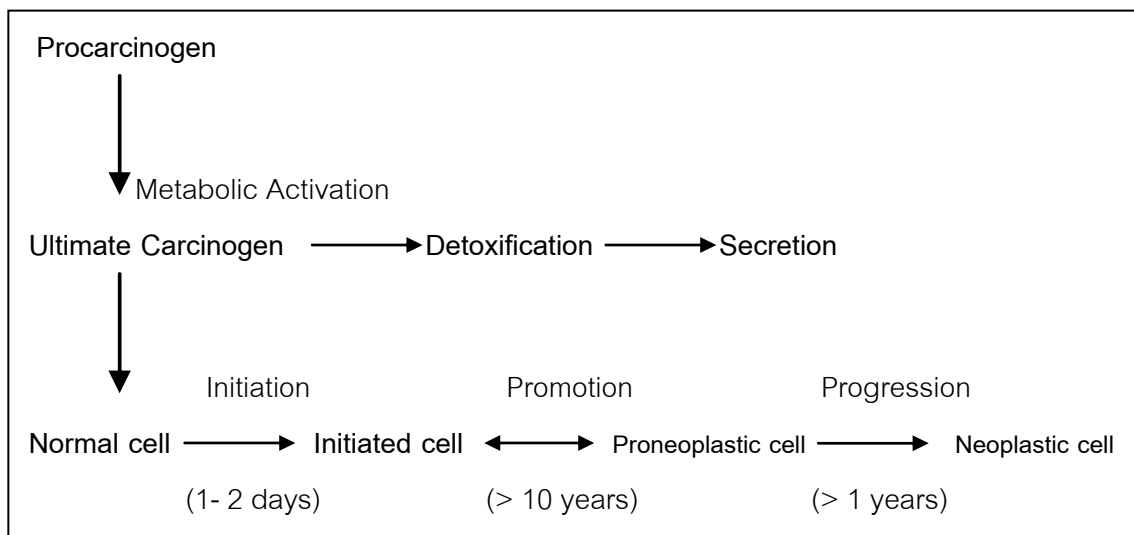 Procarcinogen
Metabolic Activation
Ultimate Carcinogen Detoxification Secretion
Initiation Promotion Progression
Normal cell Initiated cell Proneoplastic cell Neoplastic cell
(1- 2 days) (> 10 years) (> 1 years)